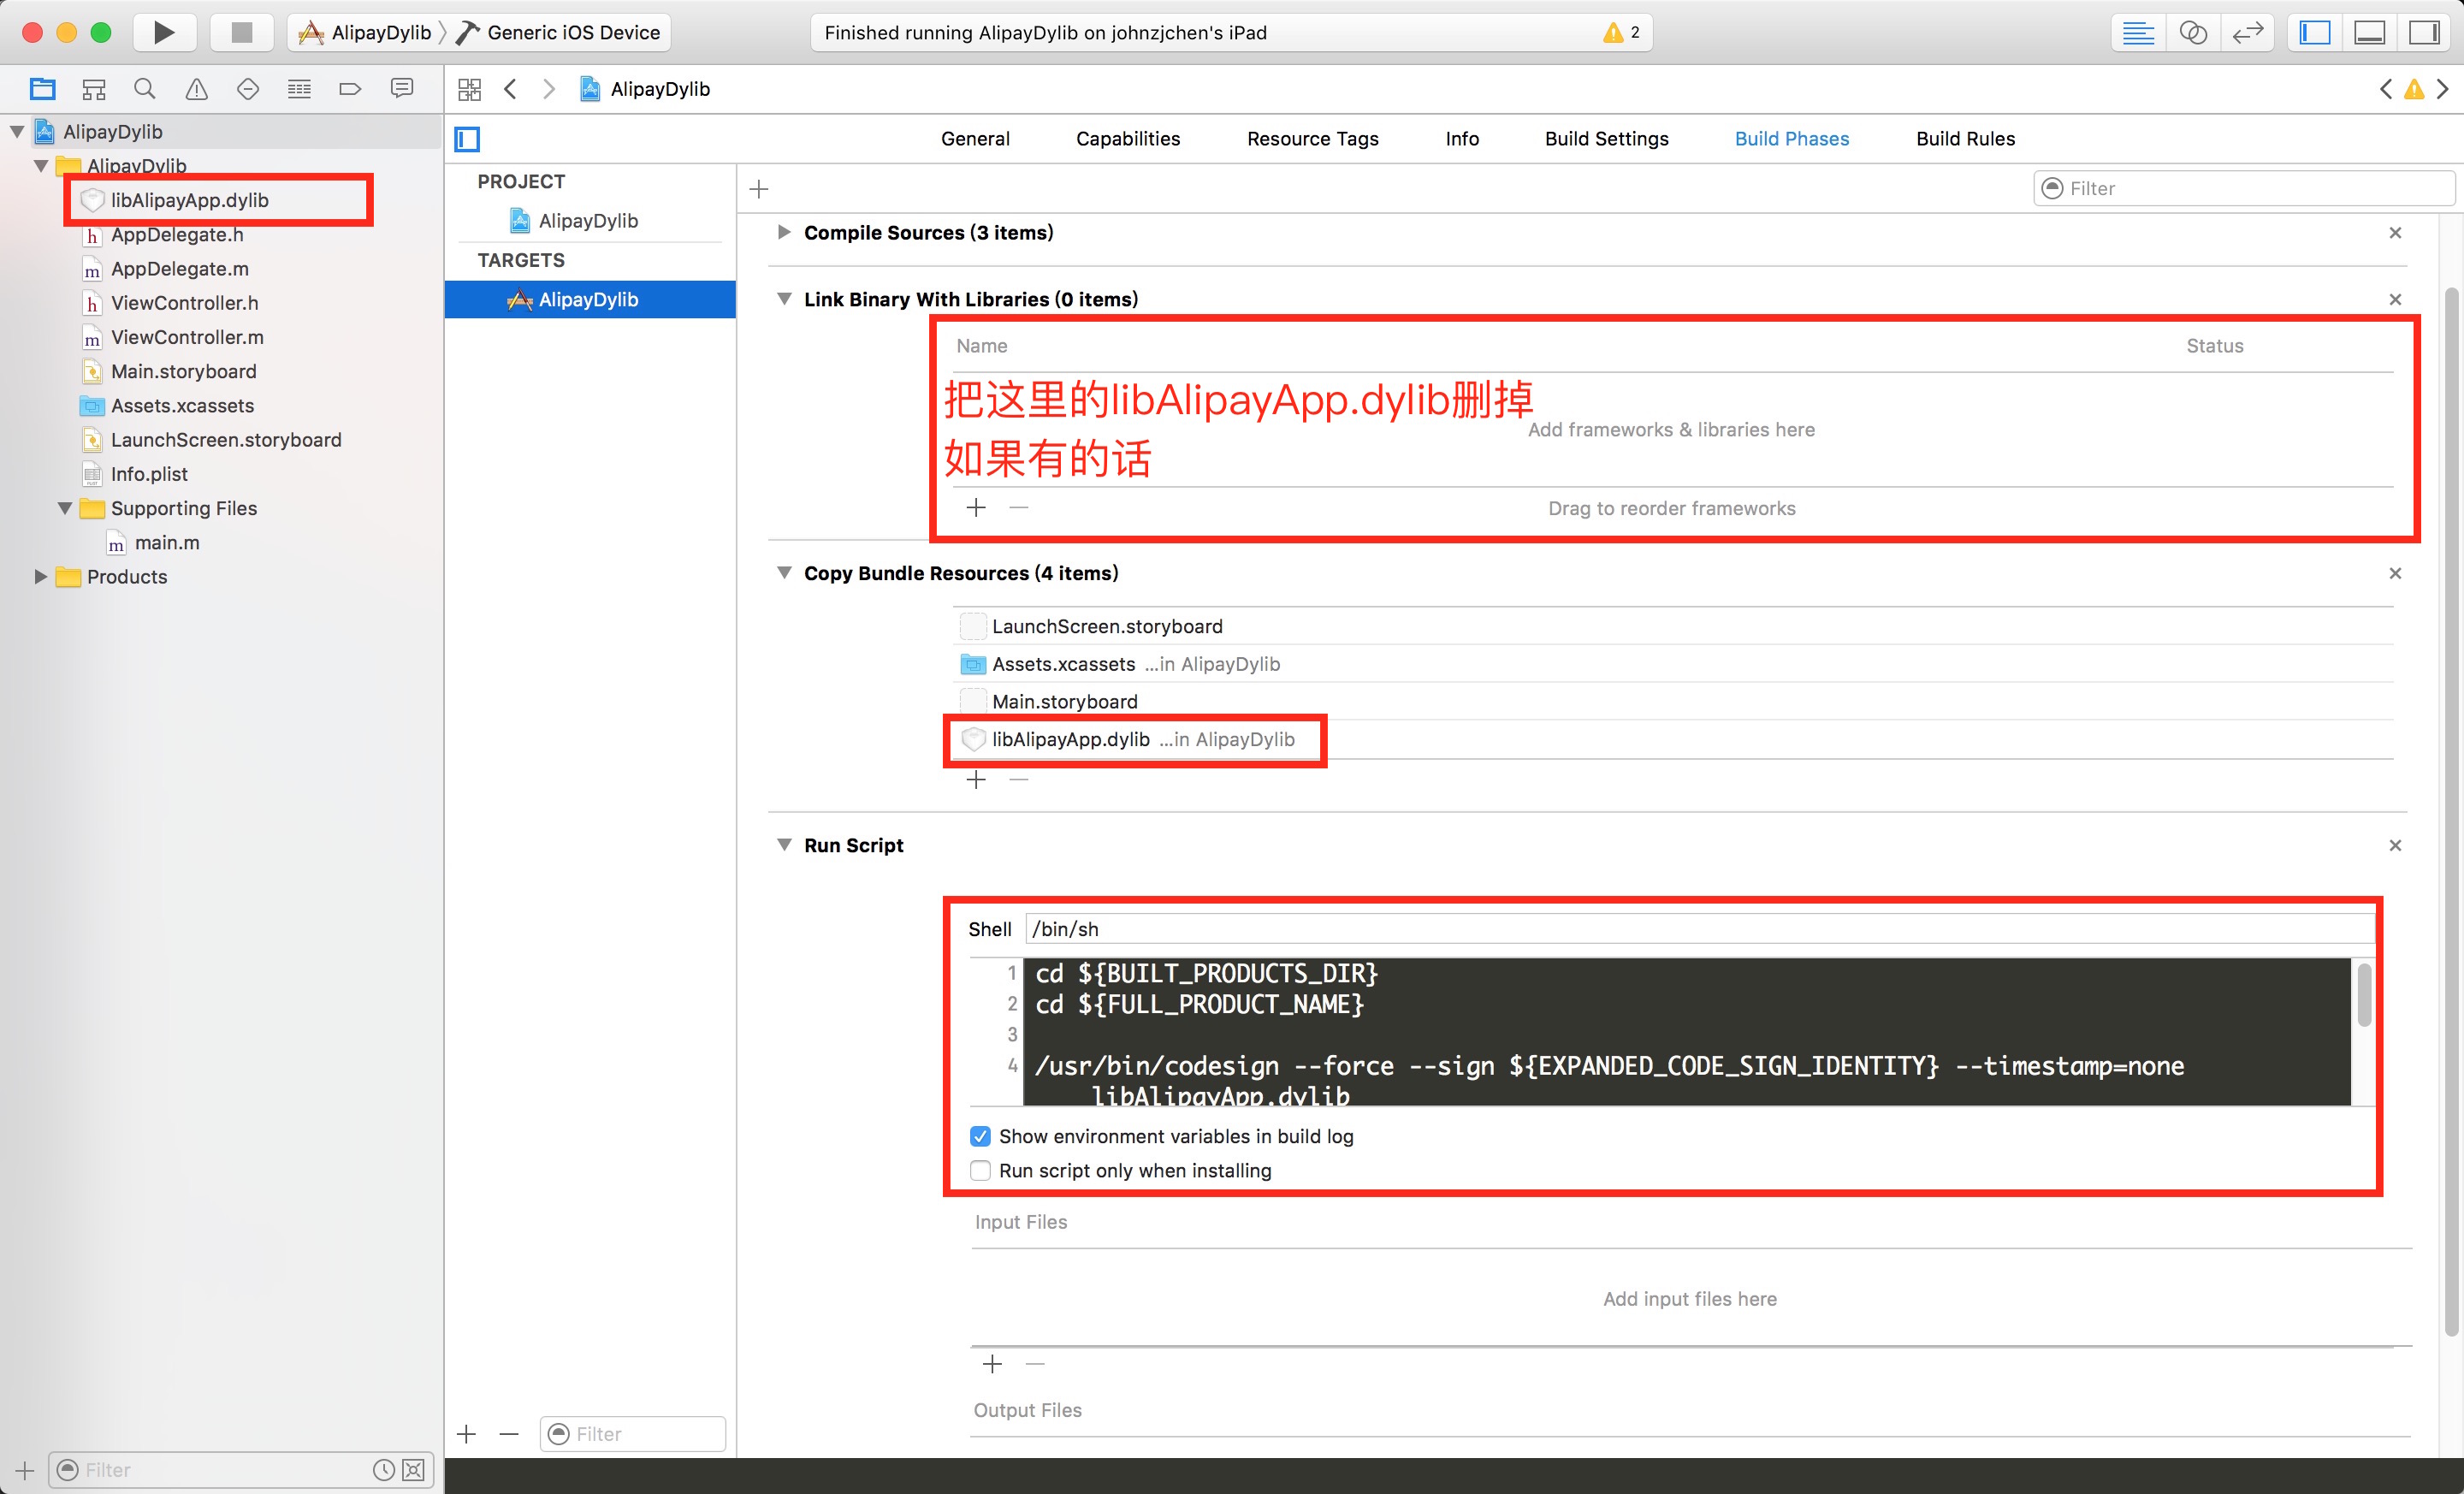 AlipayDylib
Generic iOS Device
Finished running AlipayDylib on johnzjchen's iPad
2
AlipayDylib
AlipayDylib
AlipayDylib
libAlipayApp.dylib
AppDelegate.h
AppDelegate.m
ViewController.h
ViewController.m
Main.storyboard
Assets.xcassets
LaunchScreen.storyboard
Info.plist
Supporting Files
main.m
Products
Filter
General
Capabilities
Resource Tags
Info
Build Settings
Build Phases
Build Rules
PROJECT
AlipayDylib
TARGETS
AlipayDylib
Filter
Filter
Compile Sources (3 items)
Link Binary With Libraries (0 items)
Name
Status
把这里的libAlipayApp.dylib删掉
如果有的话
Add frameworks & libraries here
Drag to reorder frameworks
Copy Bundle Resources (4 items)
LaunchScreen.storyboard
Assets.xcassets ...in AlipayDylib
Main.storyboard
libAlipayApp.dylib ...in AlipayDylib
Run Script
Shell /bin/sh
1 cd ${BUILT_PRODUCTS_DIR}
2 cd ${FULL_PRODUCT_NAME}
3
4 /usr/bin/codesign --force --sign ${EXPANDED_CODE_SIGN_IDENTITY} --timestamp=none
libAlipayApp.dylib
Show environment variables in build log
Run script only when installing
Input Files
Add input files here
Output Files